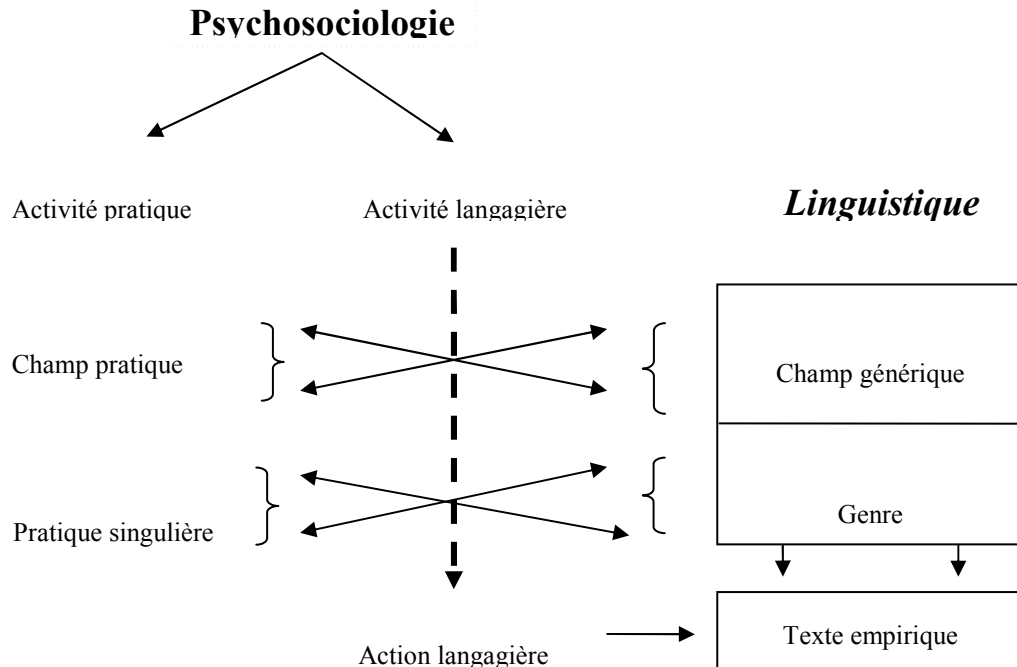 Psychosociologie
Activité pratique
Activité langagière
Linguistique
Champ pratique
Champ générique
Pratique singulière
Genre
Action langagière
Texte empirique